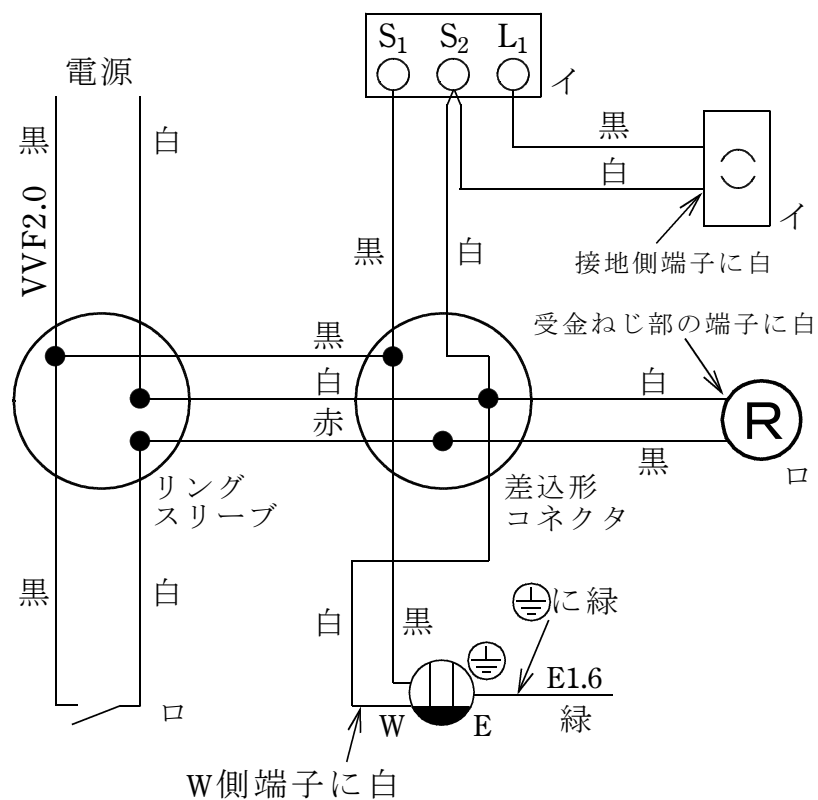 S₁ S₂ L₁
イ
電源
黒
白
VVF2.0
黒
白
イ
接地側端子に白
黒
白
受金ねじ部の端子に白
黒
白
赤
白
黒
R
ロ
リング
スリーブ
差込形
コネクタ
黒
白
白
黒
に緑
E1.6
緑
ロ
W
E
W側端子に白